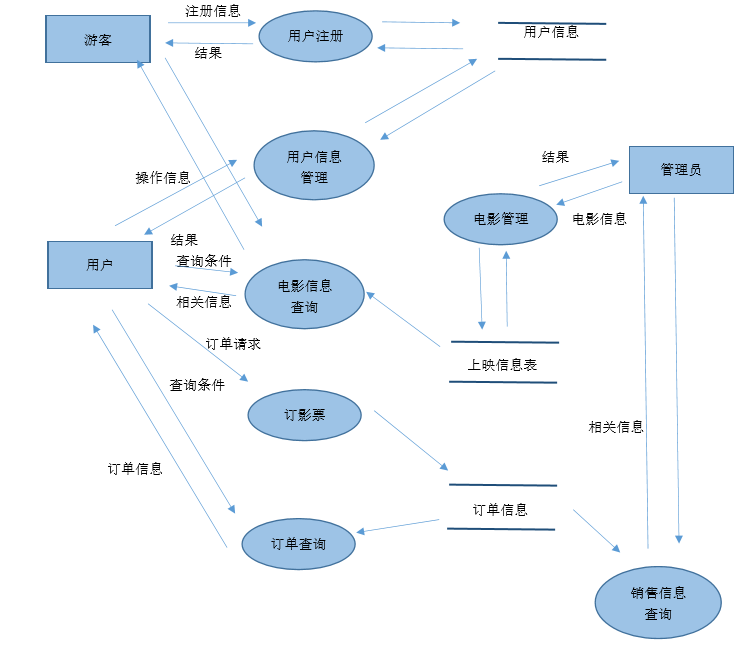 注册信息
游客
用户注册
用户信息
结果
用户信息
管理
结果
管理员
操作信息
电影管理
电影信息
结果
用户
查询条件
电影信息
查询
相关信息
订单请求
上映信息表
查询条件
订影票
相关信息
订单信息
订单信息
订单查询
销售信息
查询